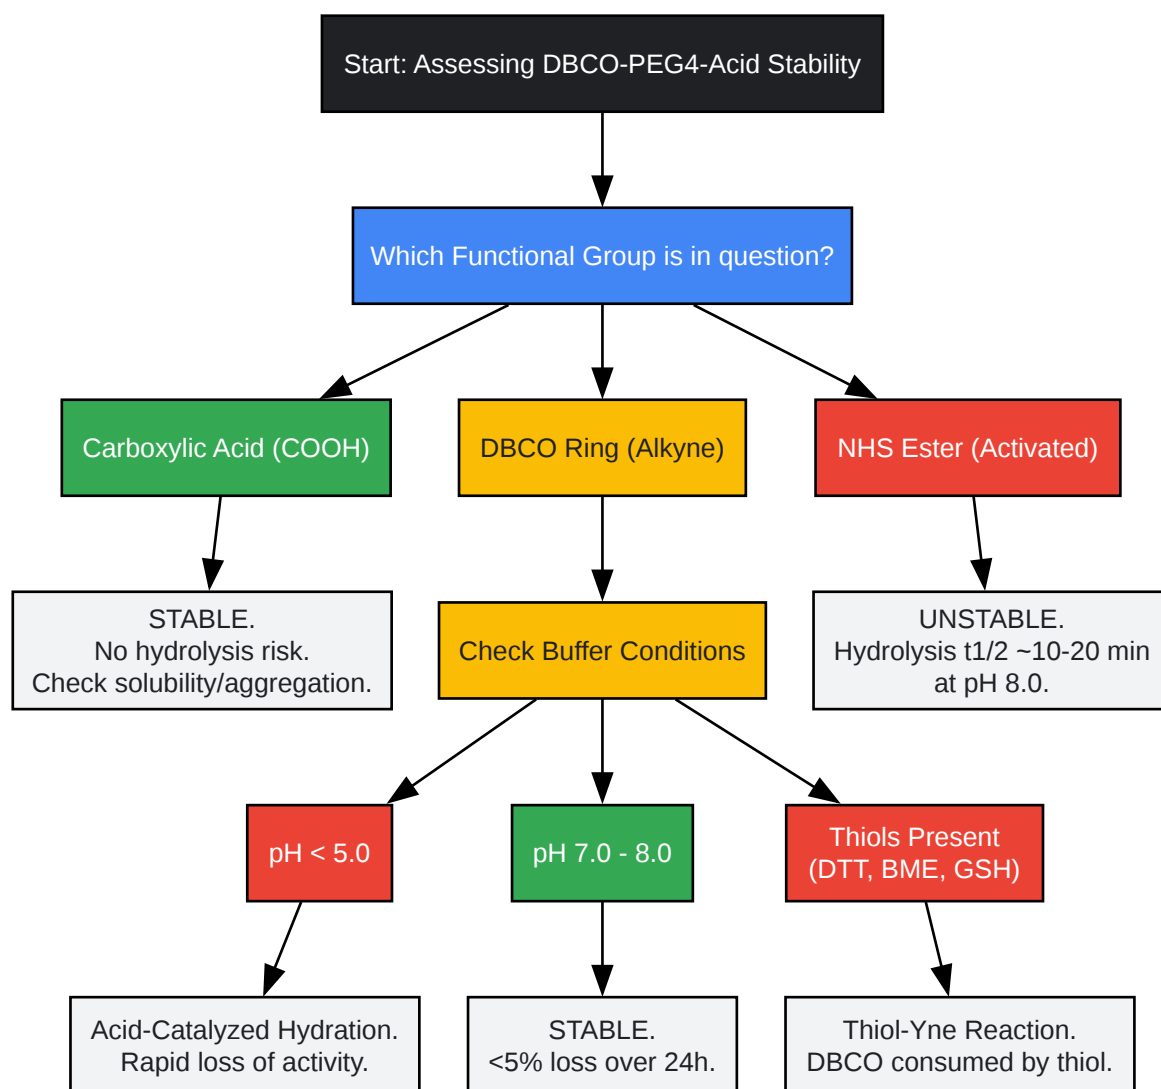 Start: Assessing DBCO-PEG4-Acid Stability
Which Functional Group is in question?
Carboxylic Acid (COOH)
DBCO Ring (Alkyne)
NHS Ester (Activated)
STABLE.
No hydrolysis risk.
Check solubility/aggregation.
Check Buffer Conditions
UNSTABLE.
Hydrolysis t1/2 ~10-20 min
at pH 8.0.
pH < 5.0
pH 7.0 - 8.0
Thiols Present
(DTT, BME, GSH)
Acid-Catalyzed Hydration.
Rapid loss of activity.
STABLE.
<5% loss over 24h.
Thiol-Yne Reaction.
DBCO consumed by thiol.